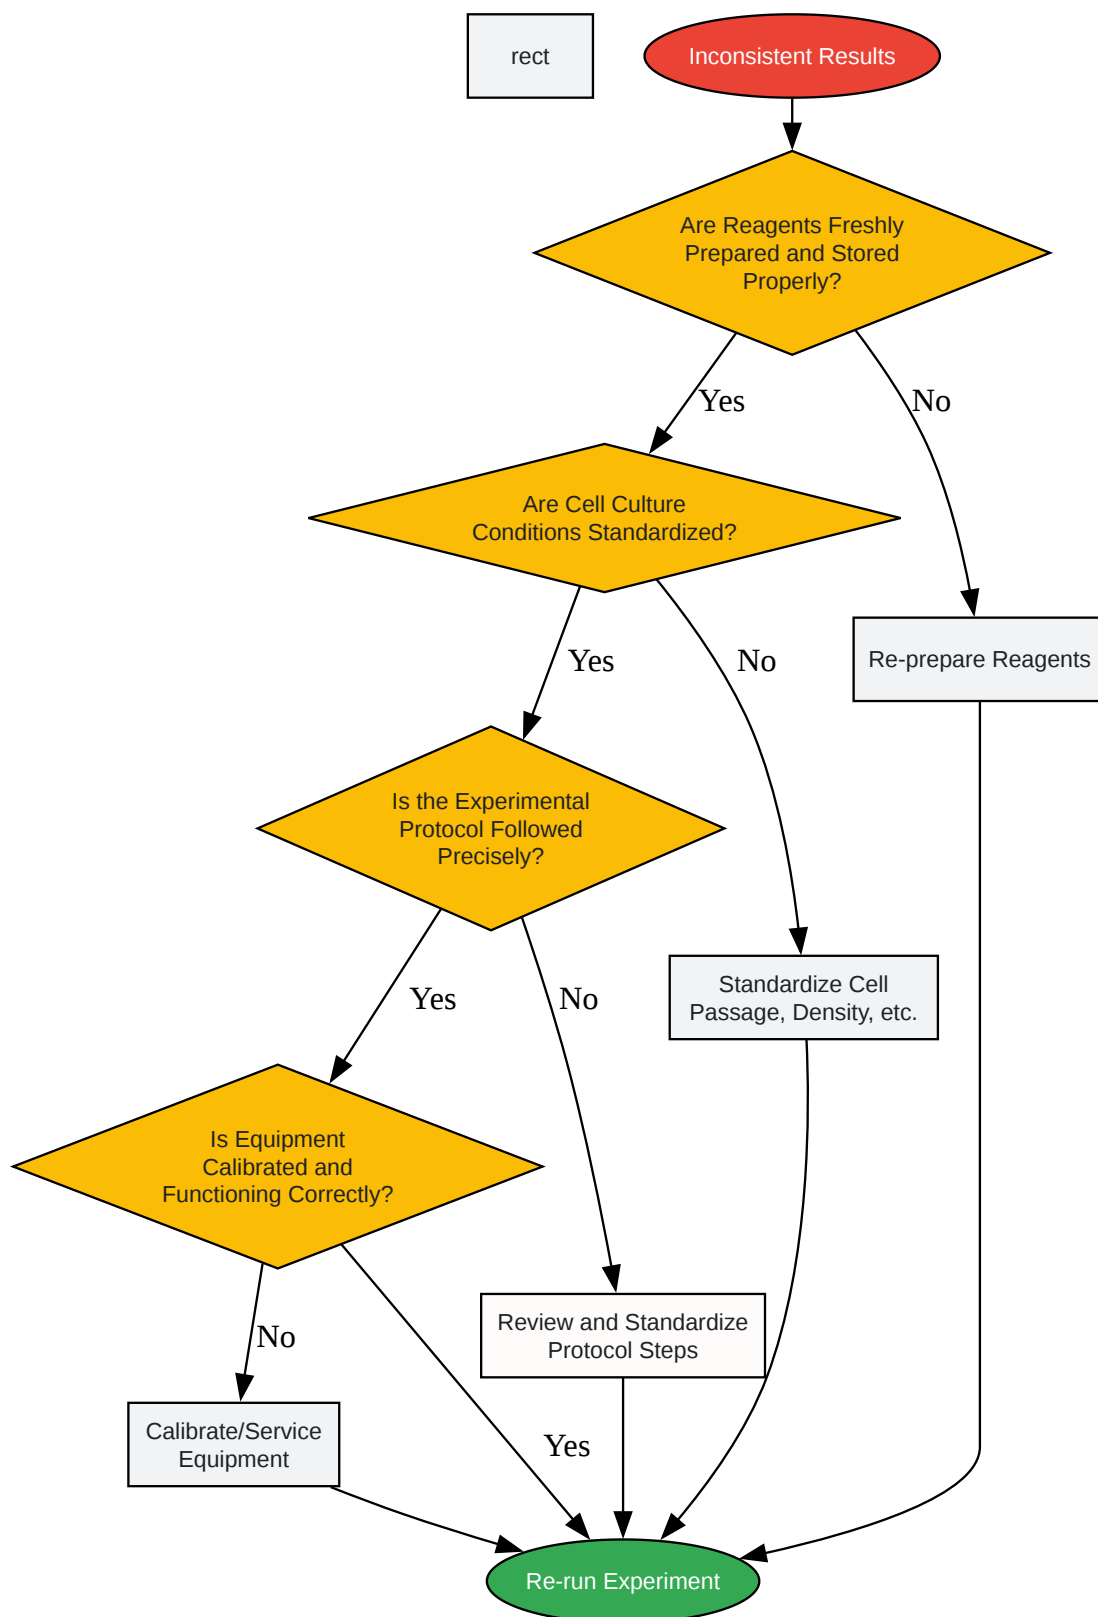 rect
Inconsistent Results
Are Reagents Freshly
Prepared and Stored
Properly?
Yes
No
Are Cell Culture
Conditions Standardized?
Yes
No
Re-prepare Reagents
Is the Experimental
Protocol Followed
Precisely?
Yes
No
Standardize Cell
Passage, Density, etc.
Is Equipment
Calibrated and
Functioning Correctly?
No
Review and Standardize
Protocol Steps
Calibrate/Service
Equipment
Yes
Re-run Experiment